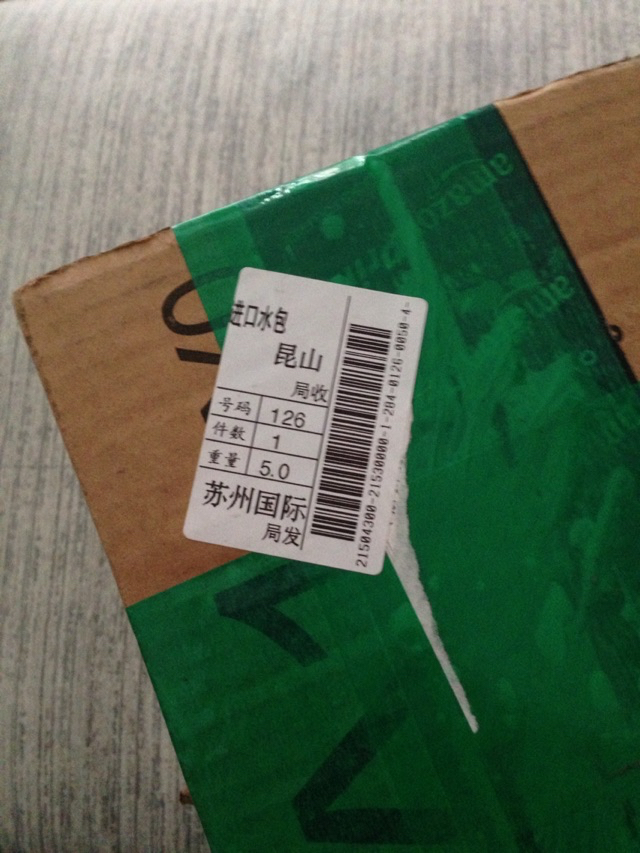 进口水包
昆山
局收
号码 126
件数 1
重量 5.0
苏州国际
局发
21504300-21530000-1-204-0126-0050-4-
amazo